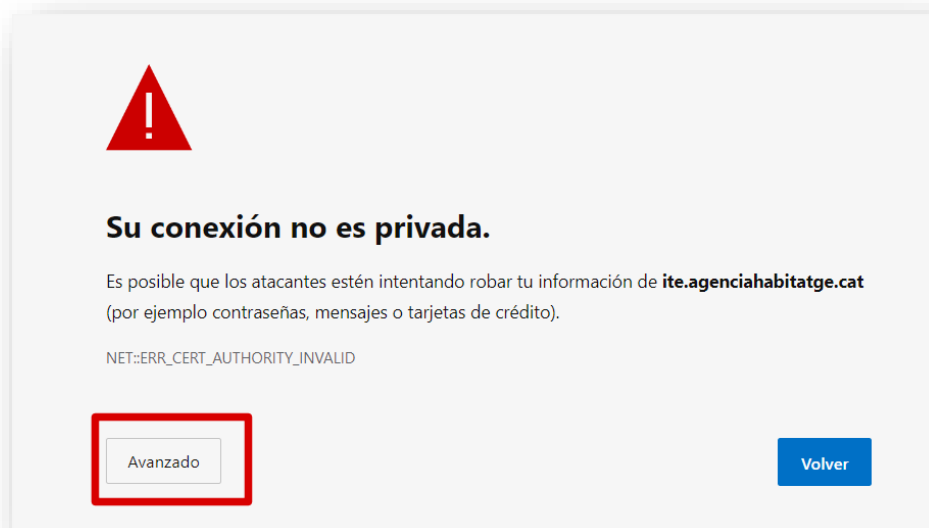 Su conexión no es privada.
Es posible que los atacantes estén intentando robar tu información de ite.agenciahabitatge.cat
(por ejemplo contraseñas, mensajes o tarjetas de crédito).
NET::ERR_CERT_AUTHORITY_INVALID
Avanzado
Volver